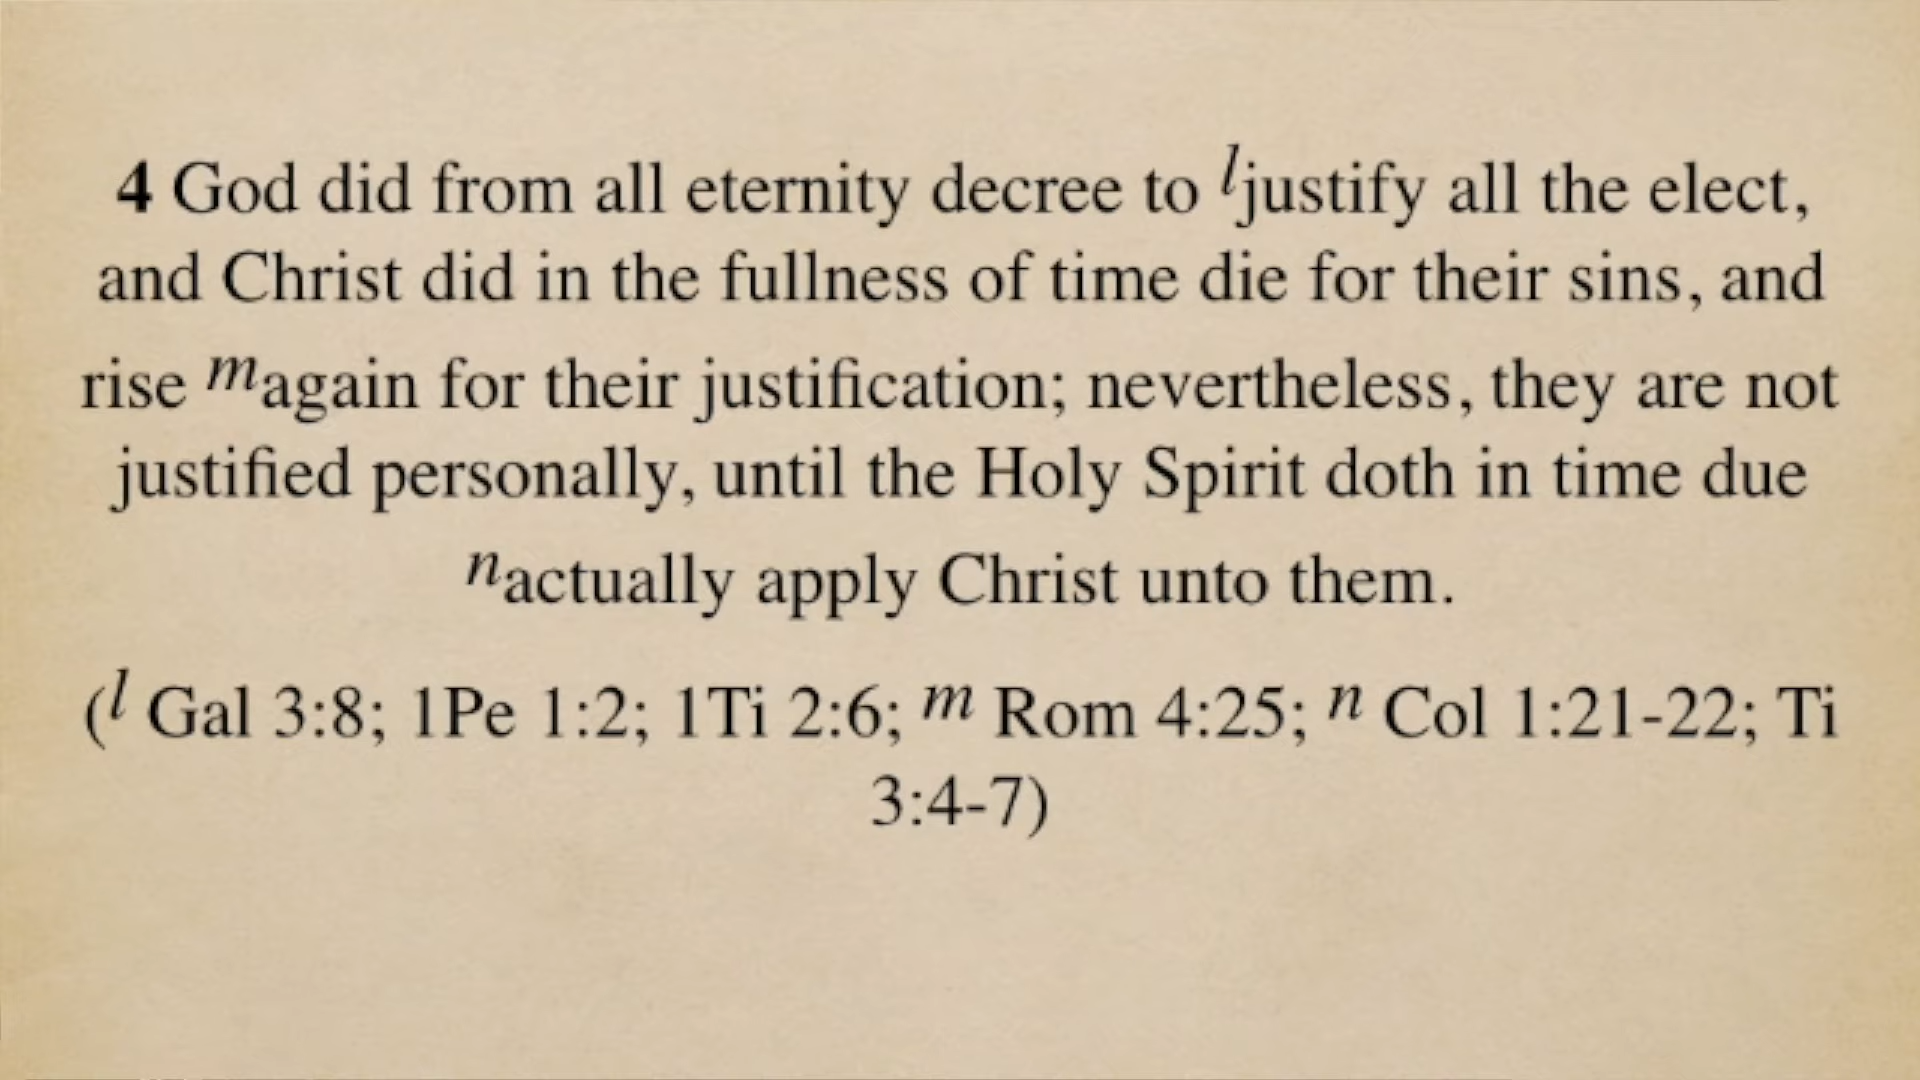 4 God did from all eternity decree to ljustify all the elect,
and Christ did in the fullness of time die for their sins, and
rise magain for their justification; nevertheless, they are not
justified personally, until the Holy Spirit doth in time due
nactually apply Christ unto them.
(l Gal 3:8; 1Pe 1:2; 1Ti 2:6; m Rom 4:25; n Col 1:21-22; Ti
3:4-7)